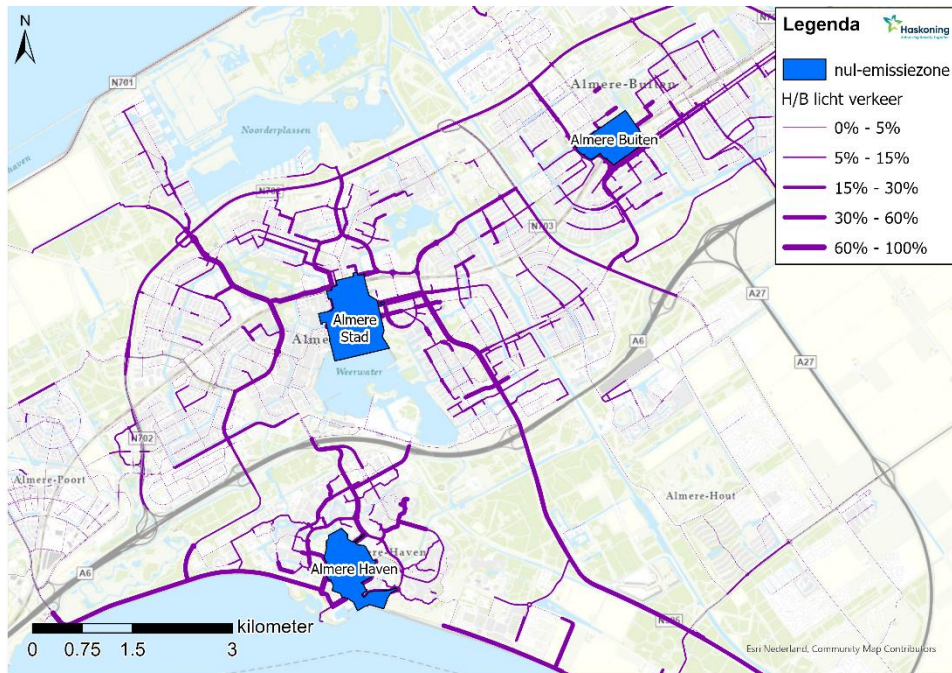 Legenda
Haskoning
nul-emissiezone
H/B licht verkeer
0% - 5%
5% - 15%
15% - 30%
30% - 60%
60% - 100%
N
N701
Noorderplassen
Almere-Buiten
Almere Buiten
N703
A27
A27
A6
Almere
Stad
Weerwater
N702
Almere-Poort
Almere-Hout
Almere Haven
A6
kilometer
0 0.75 1.5 3
Esri Nederland, Community Map Contributors